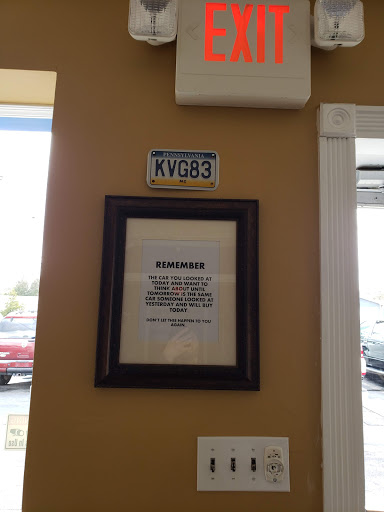 EXIT
PENNSYLVANIA
KVG83
MC
REMEMBER
THE CAR YOU LOOKED AT
TODAY AND WANT TO
THINK ABOUT UNTIL
TOMORROW IS THE SAME
CAR SOMEONE LOOKED AT
YESTERDAY AND WILL BUY
TODAY
DON'T LET THIS HAPPEN TO YOU
AGAIN.